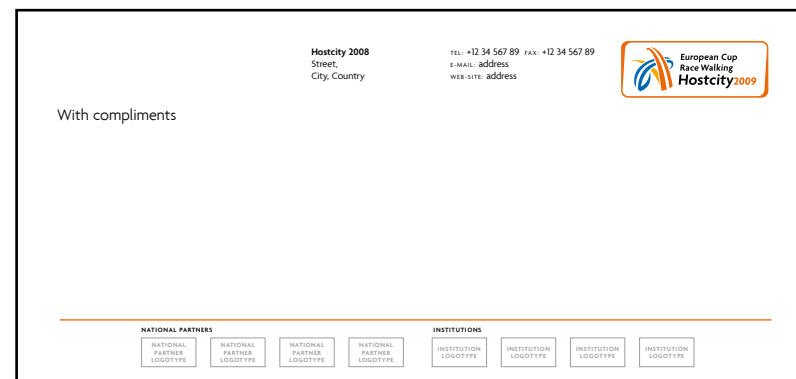 Hostcity 2008
Street,
City, Country
TEL: +12 34 567 89 FAX: +12 34 567 89
E-MAIL: address
WEB-SITE: address
European Cup
Race Walking
Hostcity2009
With compliments
NATIONAL PARTNERS
NATIONAL
PARTNER
LOGOTYPE
NATIONAL
PARTNER
LOGOTYPE
NATIONAL
PARTNER
LOGOTYPE
NATIONAL
PARTNER
LOGOTYPE
INSTITUTIONS
INSTITUTION
LOGOTYPE
INSTITUTION
LOGOTYPE
INSTITUTION
LOGOTYPE
INSTITUTION
LOGOTYPE